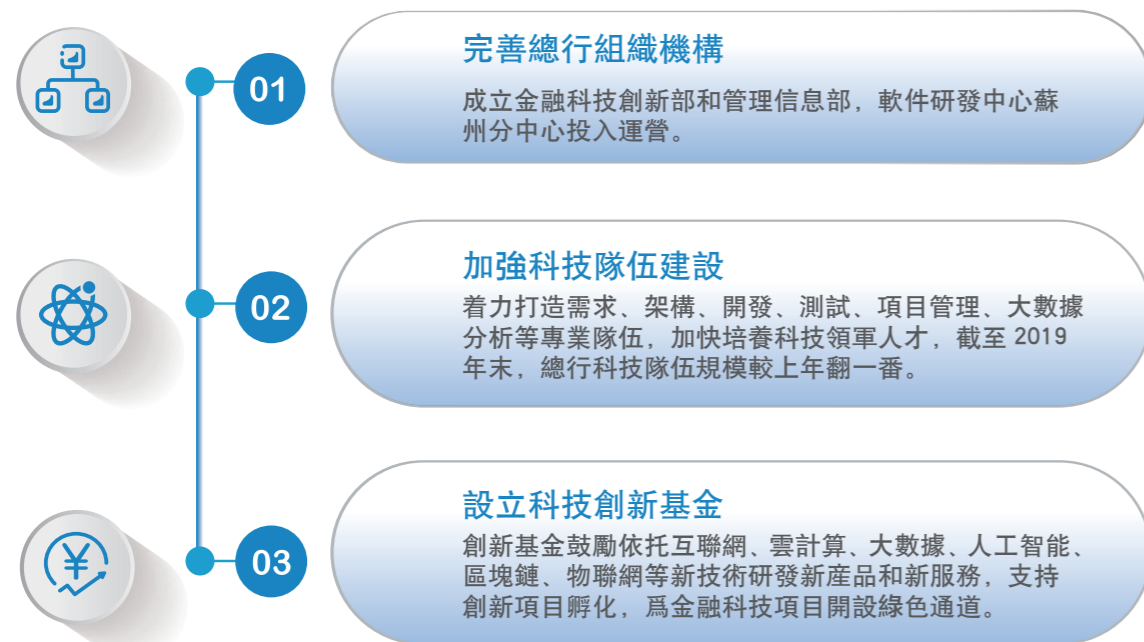 01
完善總行組織機構
成立金融科技創新部和管理信息部，軟件研發中心蘇
州分中心投入運營。
02
加強科技隊伍建設
着力打造需求、架構、開發、測試、項目管理、大數據
分析等專業隊伍，加快培養科技領軍人才，截至 2019
年末，總行科技隊伍規模較上年翻一番。
03
設立科技創新基金
創新基金鼓勵依托互聯網、雲計算、大數據、人工智能、
區塊鏈、物聯網等新技術研發新産品和新服務，支持
創新項目孵化，爲金融科技項目開設綠色通道。